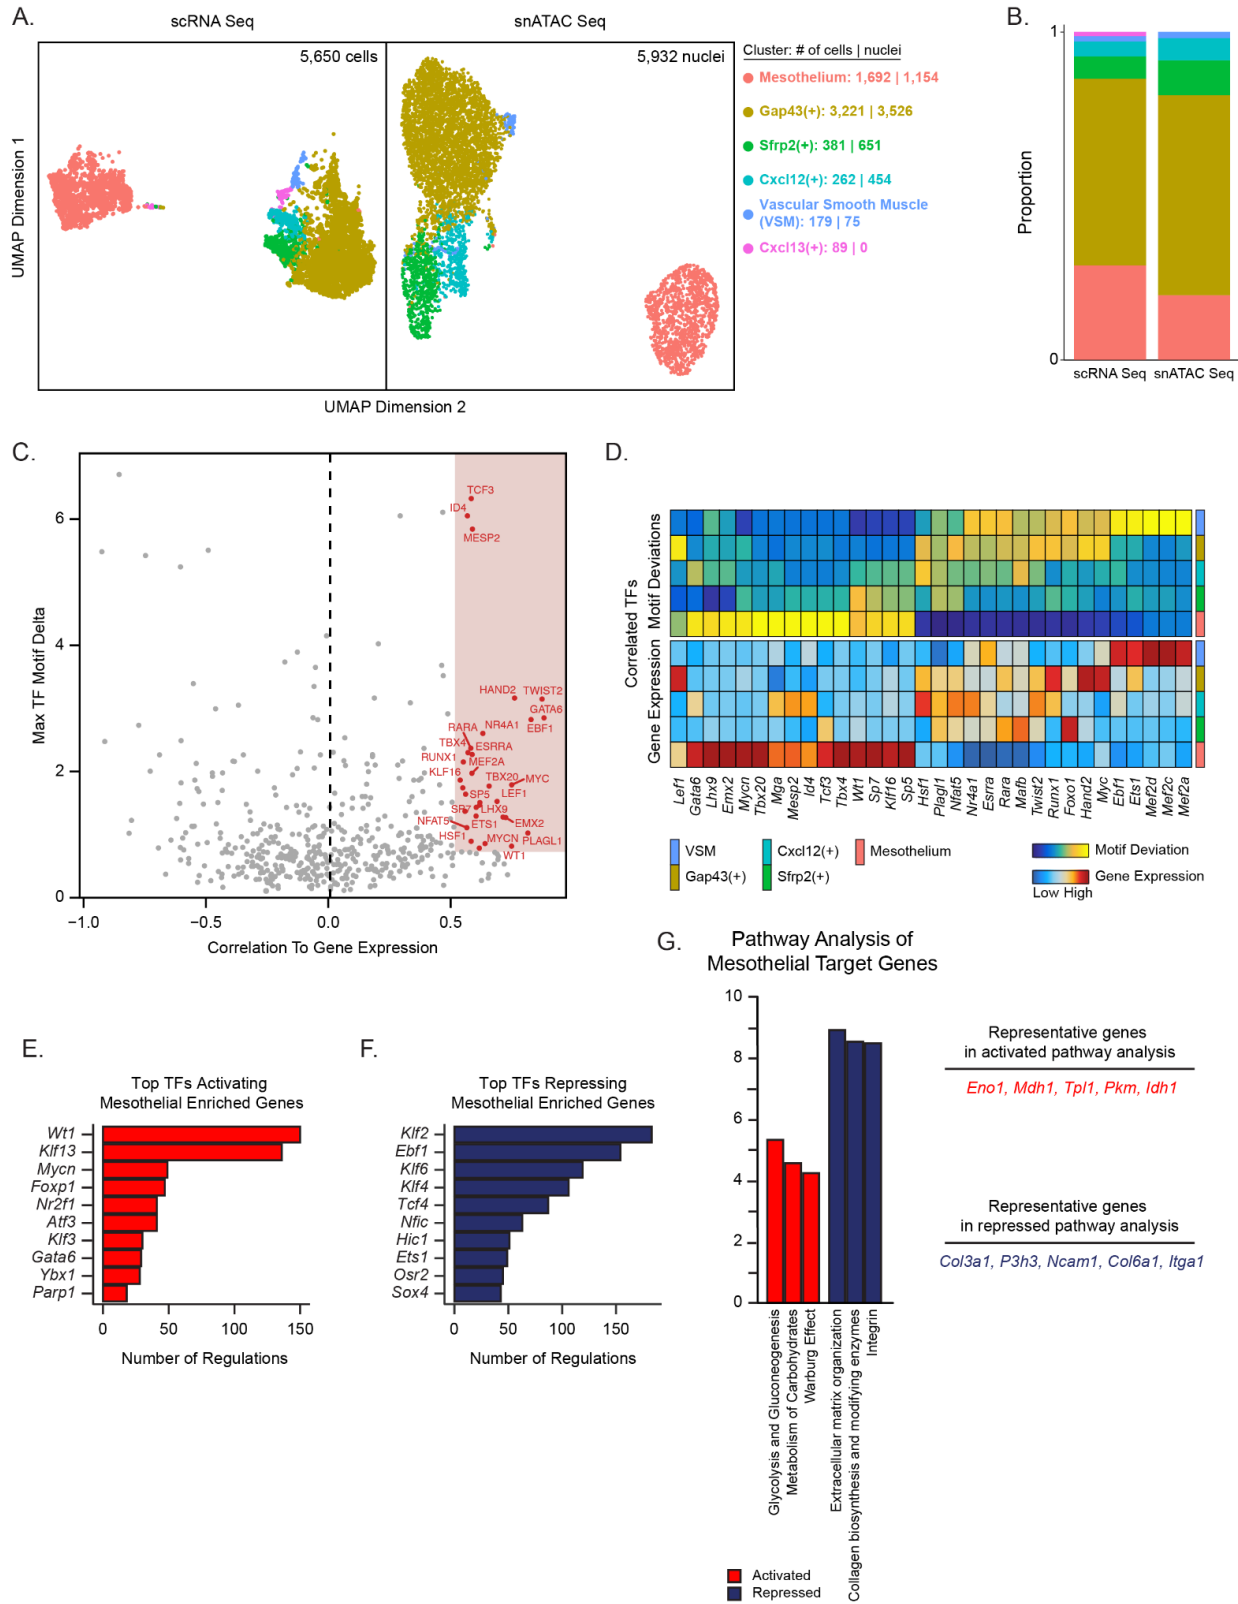 A.
scRNA Seq
snATAC Seq
5,650 cells
5,932 nuclei
UMAP Dimension 1
UMAP Dimension 2
Cluster: # of cells | nuclei
Mesothelium: 1,692 | 1,154
Gap43(+): 3,221 | 3,526
Sfrp2(+): 381 | 651
Cxcl12(+): 262 | 454
Vascular Smooth Muscle
(VSM): 179 | 75
Cxcl13(+): 89 | 0
B.
1
0
Proportion
scRNA Seq
snATAC Seq
C.
Max TF Motif Delta
6
4
2
0
−1.0
−0.5
0.0
0.5
Correlation To Gene Expression
TCF3
ID4
MESP2
HAND2
TWIST2
GATA6
EBF1
NR4A1
RARA
TBX4
ESRRA
RUNX1
MEF2A
KLF16
TBX20
MYC
LEF1
SP5
SP7
LHX9
NFAT5
ETS1
EMX2
HSF1
MYCN
PLAGL1
WT1
D.
Correlated TFs
Motif Deviations
Gene Expression
Lef1
Gata6
Lhx9
Emx2
Mycn
Tbx20
Mga
Mesp2
Id4
Tcf3
Tbx4
Wt1
Sp7
Klf16
Sp5
Hsf1
Plagl1
Nfat5
Nr4a1
Esrra
Rara
Mafb
Twist2
Runx1
Foxo1
Hand2
Myc
Ebf1
Ets1
Mef2d
Mef2c
Mef2a
VSM
Gap43(+)
Cxcl12(+)
Sfrp2(+)
Mesothelium
Motif Deviation
Gene Expression
Low High
E.
Top TFs Activating
Mesothelial Enriched Genes
Wt1
Klf13
Mycn
Foxp1
Nr2f1
Atf3
Klf3
Gata6
Ybx1
Parp1
0
50
100
150
Number of Regulations
F.
Top TFs Repressing
Mesothelial Enriched Genes
Klf2
Ebf1
Klf6
Klf4
Tcf4
Nfic
Hic1
Ets1
Osr2
Sox4
0
50
100
150
Number of Regulations
G.
Pathway Analysis of
Mesothelial Target Genes
10
8
6
4
2
0
Glycolysis and Gluconeogenesis
Metabolism of Carbohydrates
Warburg Effect
Extracellular matrix organization
Collagen biosynthesis and modifying enzymes
Integrin
Activated
Repressed
Representative genes
in activated pathway analysis
Eno1, Mdh1, Tpl1, Pkm, Idh1
Representative genes
in repressed pathway analysis
Col3a1, P3h3, Ncam1, Col6a1, Itga1